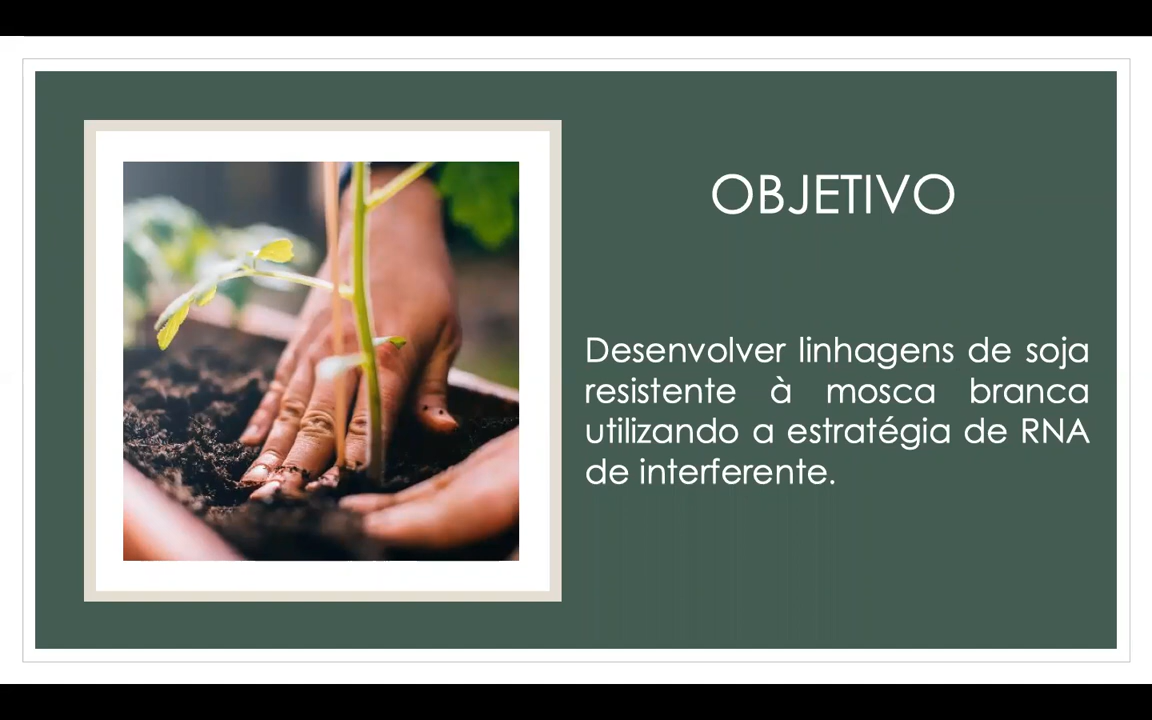 OBJETIVO
Desenvolver linhagens de soja
resistente à mosca branca
utilizando a estratégia de RNA
de interferente.